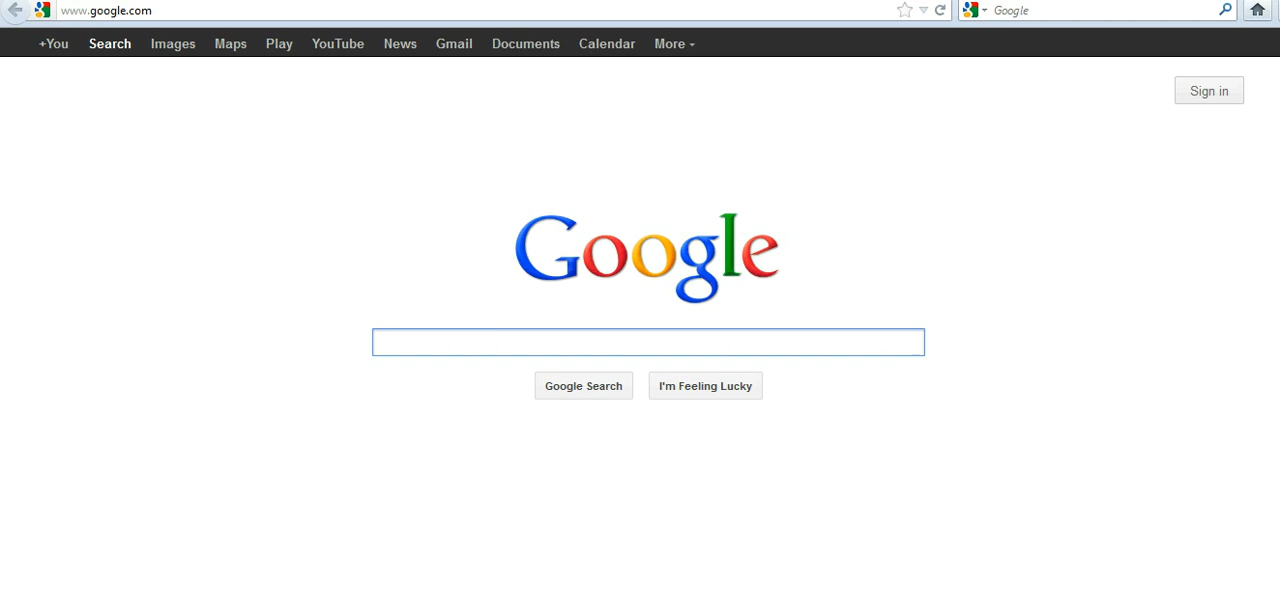 www.google.com Google
+You Search Images Maps Play YouTube News Gmail Documents Calendar More
Sign in
Google
Google Search I'm Feeling Lucky